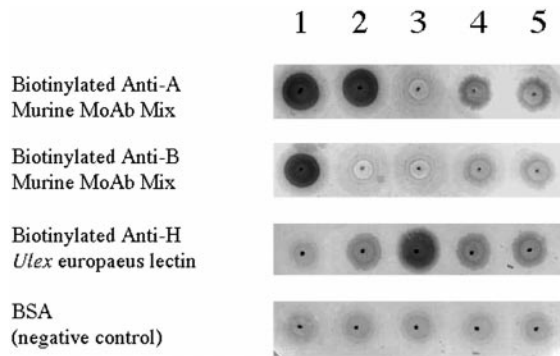 1 2 3 4 5
Biotinylated Anti-A
Murine MoAb Mix
Biotinylated Anti-B
Murine MoAb Mix
Biotinylated Anti-H
Ulex europaeus lectin
BSA
(negative control)